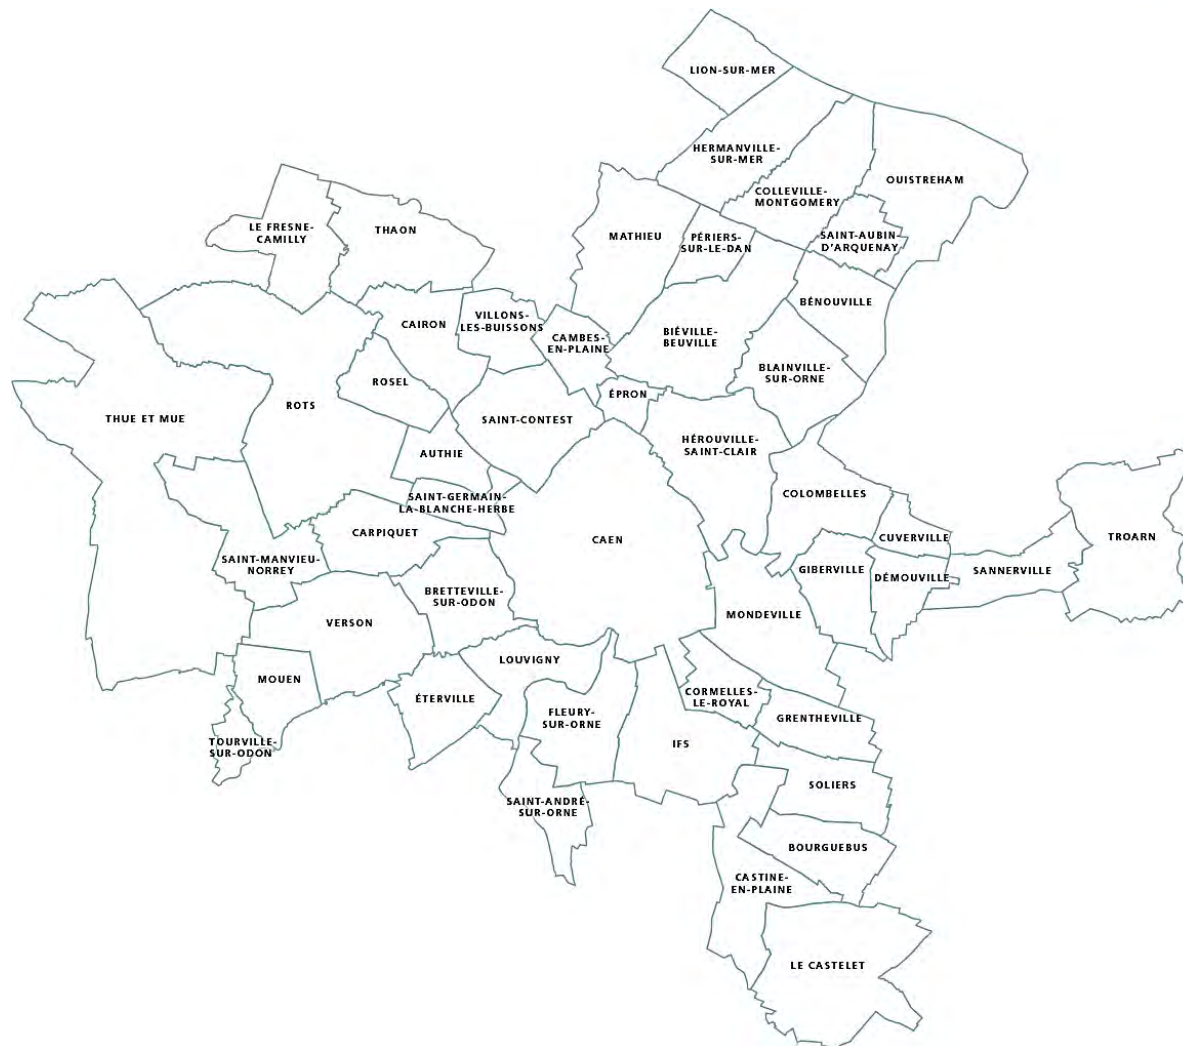 LION-SUR-MER
HERMANVILLE-
SUR-MER
COLLEVILLE-
MONTGOMERY
OUISTREHAM
LE FRESNE-
CAMILLY
THAON
MATHIEU
PÉRIERS-
SUR-LE-DAN
SAINT-AUBIN-
D'ARQUENAY
BÉNOUVILLE
VILLONS-
LES-BUISSONS
CAIRON
CAMBES-
EN-PLAINE
BIÉVILLE-
BEUVILLE
BLAINVILLE-
SUR-ORNE
ROSEL
ÉPRON
THUE ET MUE
ROTS
SAINT-CONTEST
HÉROUVILLE-
SAINT-CLAIR
AUTHIE
COLOMBELLES
SAINT-GERMAIN-
LA-BLANCHE-HERBE
CARPIQUET
CAEN
CUVERVILLE
TROARN
SAINT-MANVIEU-
NORREY
GIBERVILLE
DÉMOUVILLE
SANNERVILLE
BRETTEVILLE-
SUR-ODON
VERSON
MONDEVILLE
LOUVIGNY
MOUEN
ÉTERVILLE
CORMELLES-
LE-ROYAL
FLEURY-
SUR-ORNE
GRENTHEVILLE
TOURVILLE-
SUR-ODON
IFS
SOLIERS
SAINT-ANDRÉ-
SUR-ORNE
BOURGUEBUS
CASTINE-
EN-PLAINE
LE CASTELET